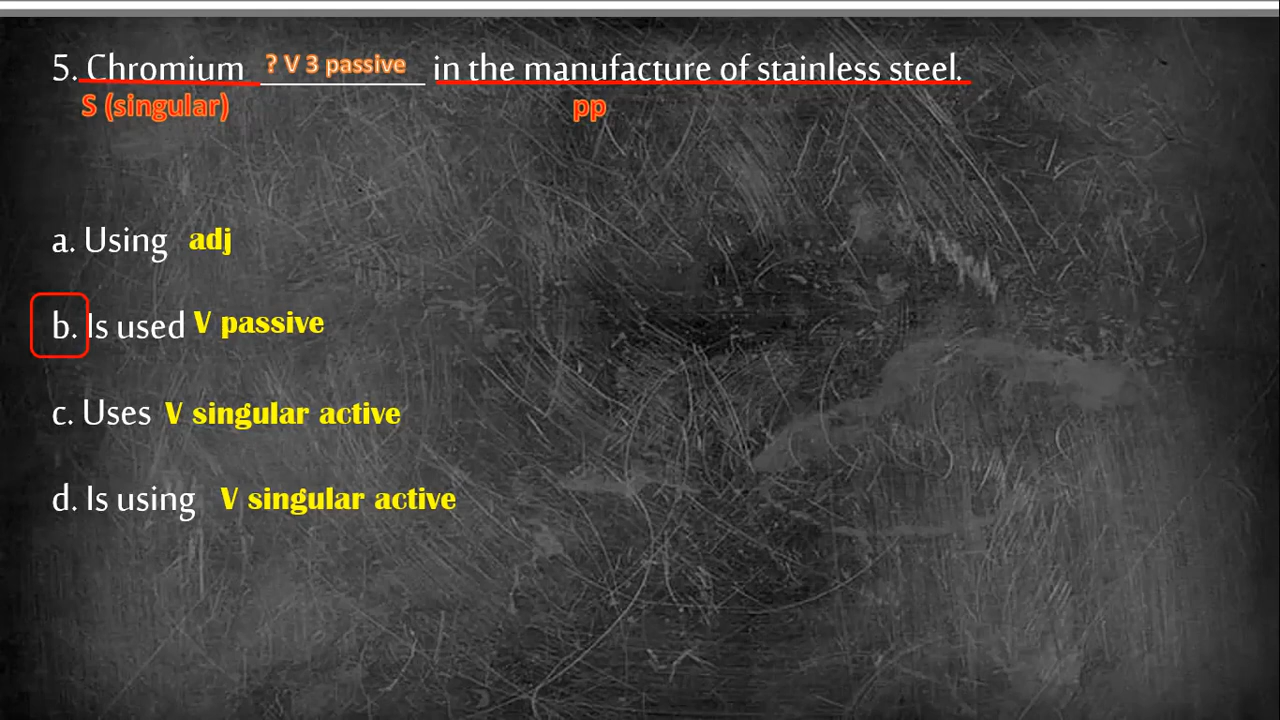 5. Chromium ? V 3 passive in the manufacture of stainless steel.
S (singular) pp
a. Using adj
b. Is used V passive
c. Uses V singular active
d. Is using V singular active